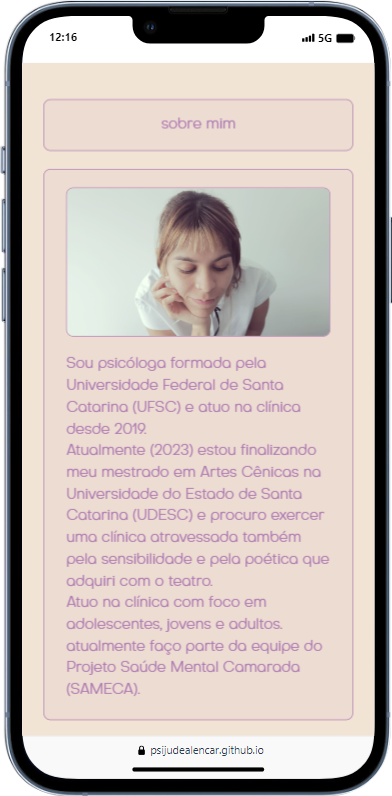 12:16
5G
sobre mim
Sou psicóloga formada pela
Universidade Federal de Santa
Catarina (UFSC) e atuo na clínica
desde 2019.
Atualmente (2023) estou finalizando
meu mestrado em Artes Cênicas na
Universidade do Estado de Santa
Catarina (UDESC) e procuro exercer
uma clínica atravessada também
pela sensibilidade e pela poética que
adquiri com o teatro.
Atuo na clínica com foco em
adolescentes, jovens e adultos.
atualmente faço parte da equipe do
Projeto Saúde Mental Camarada
(SAMECA).
psijudealencar.github.io